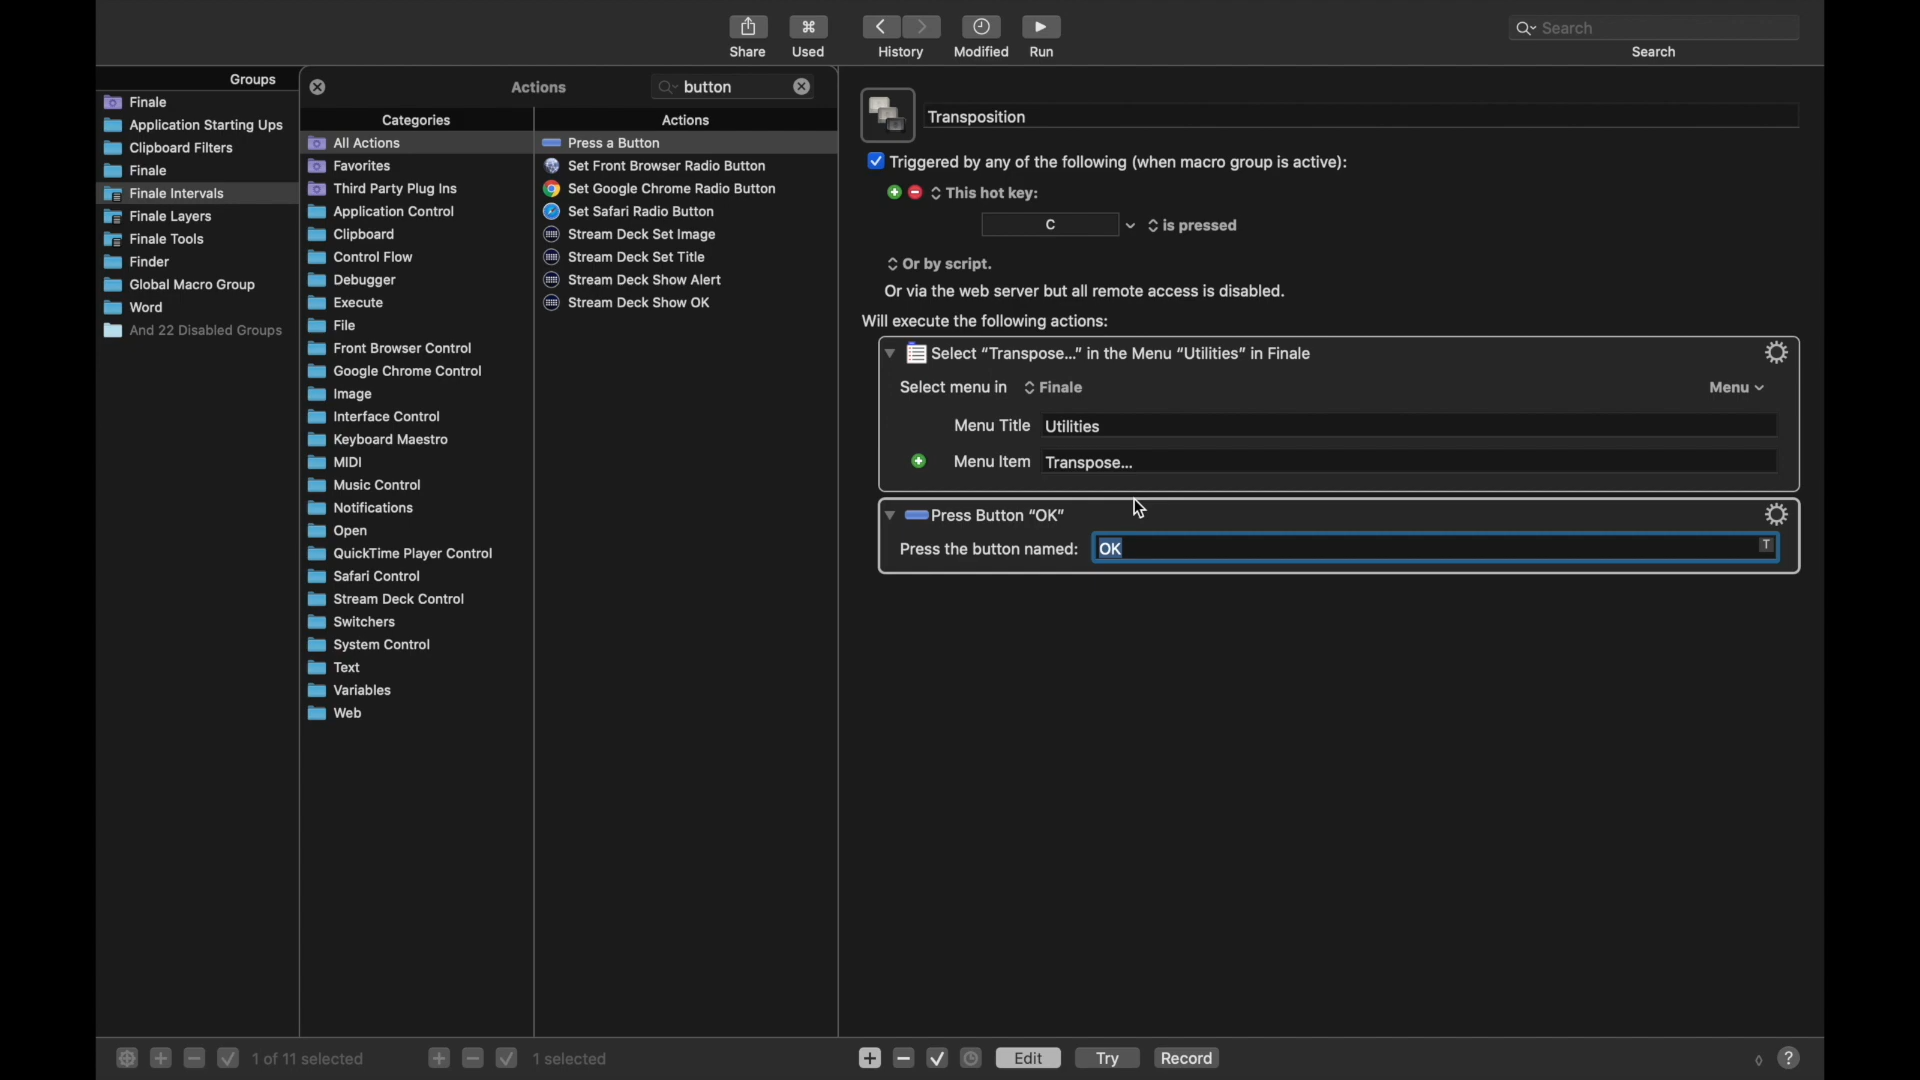 Share
Used
History
Modified
Run
Search
Search
Groups
Finale
Application Starting Ups
Clipboard Filters
Finale
Finale Intervals
Finale Layers
Finale Tools
Finder
Global Macro Group
Word
And 22 Disabled Groups
Actions
button
Categories
All Actions
Favorites
Third Party Plug Ins
Application Control
Clipboard
Control Flow
Debugger
Execute
File
Front Browser Control
Google Chrome Control
Image
Interface Control
Keyboard Maestro
MIDI
Music Control
Notifications
Open
QuickTime Player Control
Safari Control
Stream Deck Control
Switchers
System Control
Text
Variables
Web
Actions
Press a Button
Set Front Browser Radio Button
Set Google Chrome Radio Button
Set Safari Radio Button
Stream Deck Set Image
Stream Deck Set Title
Stream Deck Show Alert
Stream Deck Show OK
Transposition
Triggered by any of the following (when macro group is active):
This hot key:
C is pressed
Or by script.
Or via the web server but all remote access is disabled.
Will execute the following actions:
Select “Transpose...” in the Menu “Utilities” in Finale
Select menu in Finale Menu
Menu Title Utilities
Menu Item Transpose...
Press Button “OK”
Press the button named: OK T
1 of 11 selected
1 selected
Edit
Try
Record
?